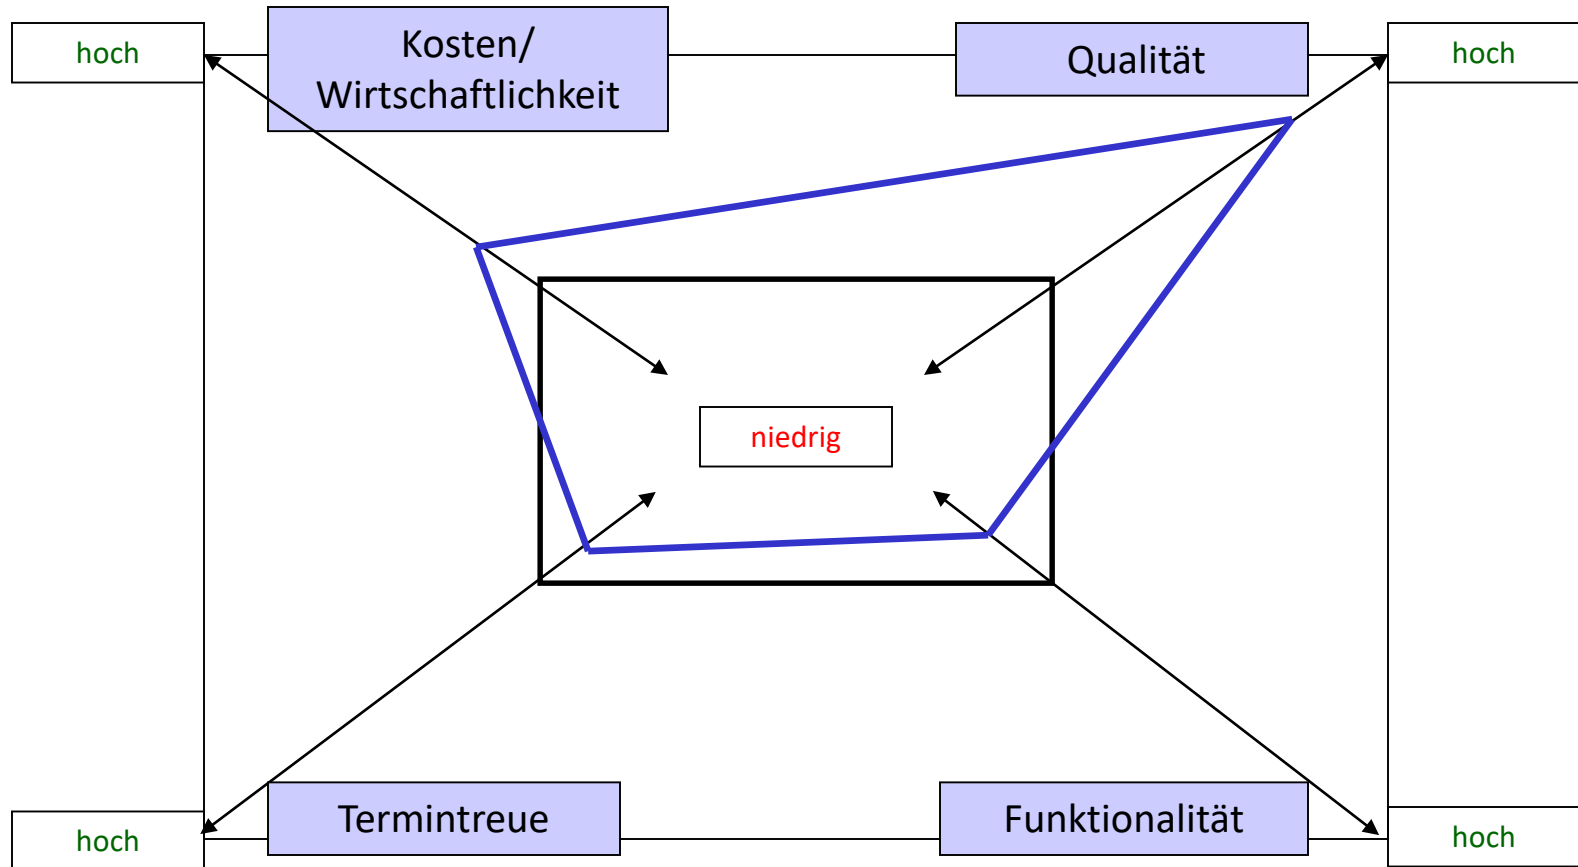 hoch
Kosten/
Wirtschaftlichkeit
Qualität
hoch
niedrig
hoch
Termintreue
Funktionalität
hoch